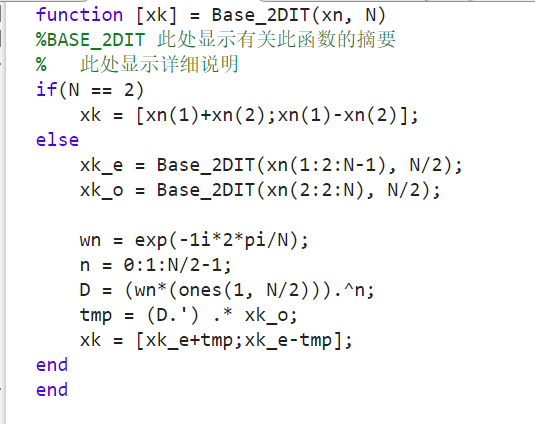 function [xk] = Base_2DIT(xn, N)
%BASE_2DIT 此处显示有关此函数的摘要
%   此处显示详细说明
if(N == 2)
    xk = [xn(1)+xn(2);xn(1)-xn(2)];
else
    xk_e = Base_2DIT(xn(1:2:N-1), N/2);
    xk_o = Base_2DIT(xn(2:2:N), N/2);

    wn = exp(-1i*2*pi/N);
    n = 0:1:N/2-1;
    D = (wn*(ones(1, N/2))).^n;
    tmp = (D.') .* xk_o;
    xk = [xk_e+tmp;xk_e-tmp];
end
end